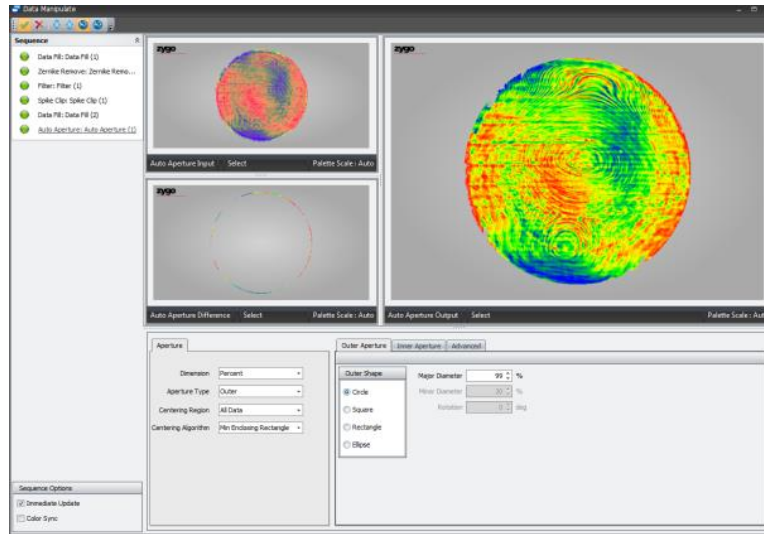 Data Manipulate
Sequence
Data Fill: Data Fill (1)
Zernike Remove: Zernike Remo...
Filter: Filter (1)
Spike Clip: Spike Clip (1)
Data Fill: Data Fill (2)
Auto Aperture: Auto Aperture (1)
zygo
Auto Aperture Input Select Palette Scale: Auto
zygo
Auto Aperture Difference Select Palette Scale: Auto
zygo
Auto Aperture Output Select Palette Scale: Aut
Aperture
Dimension Percent
Aperture Type Outer
Centering Region All Data
Centering Algorithm Min Enclosing Rectangle
Outer Aperture Inner Aperture Advanced
Outer Shape
Circle
Square
Rectangle
Ellipse
Major Diameter 99 %
Minor Diameter 30 %
Rotation 0 deg
Sequence Options
Immediate Update
Color Sync